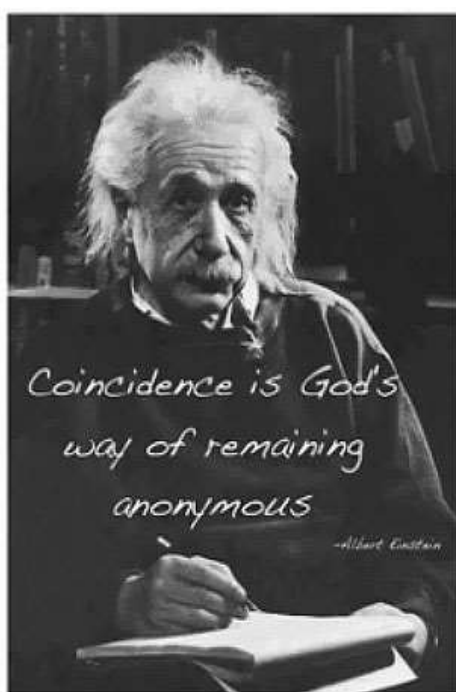 Coincidence is God's
way of remaining
anonymous
-Albert Einstein